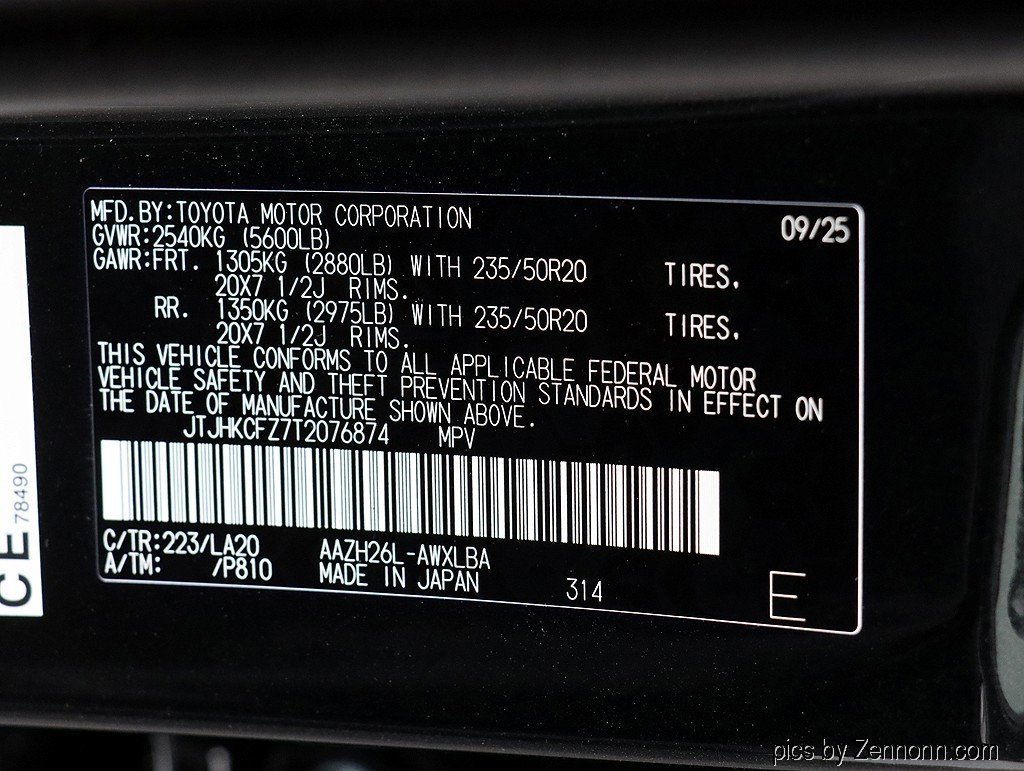 MFD.BY:TOYOTA MOTOR CORPORATION 09/25
GVWR:2540KG (5600LB)
GAWR:FRT. 1305KG (2880LB) WITH 235/50R20 TIRES,
20X7 1/2J RIMS.
RR. 1350KG (2975LB) WITH 235/50R20 TIRES,
20X7 1/2J RIMS.
THIS VEHICLE CONFORMS TO ALL APPLICABLE FEDERAL MOTOR
VEHICLE SAFETY AND THEFT PREVENTION STANDARDS IN EFFECT ON
THE DATE OF MANUFACTURE SHOWN ABOVE.
JTJHKCFZ7T2076874 MPV
C/TR:223/LA20 AAZH26L-AWXLBA
A/TM: /P810 MADE IN JAPAN 314 E
CE 78490
pics by Zennonn.com